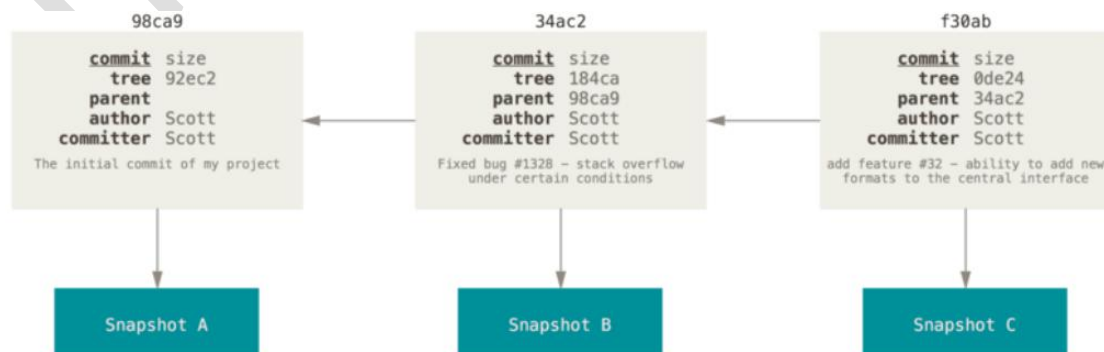 98ca9
commit size
tree 92ec2
parent
author Scott
committer Scott
The initial commit of my project
Snapshot A
34ac2
commit size
tree 184ca
parent 98ca9
author Scott
committer Scott
Fixed bug #1328 – stack overflow
under certain conditions
Snapshot B
f30ab
commit size
tree 0de24
parent 34ac2
author Scott
committer Scott
add feature #32 – ability to add new
formats to the central interface
Snapshot C